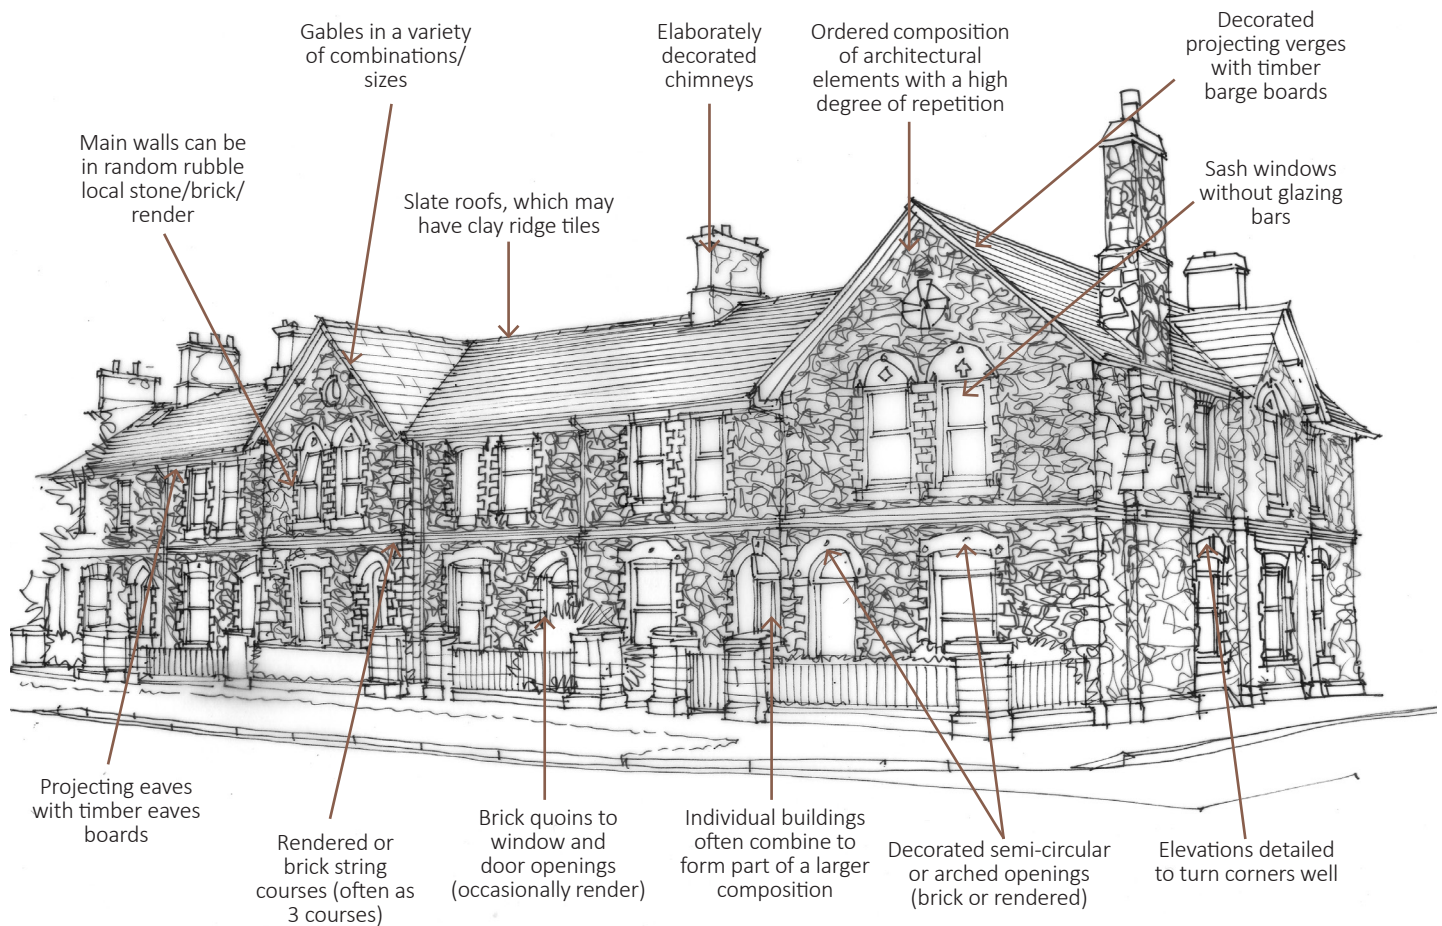 Gables in a variety
of combinations/
sizes
Elaborately
decorated
chimneys
Ordered composition
of architectural
elements with a high
degree of repetition
Decorated
projecting verges
with timber
barge boards
Main walls can be
in random rubble
local stone/brick/
render
Slate roofs, which may
have clay ridge tiles
Sash windows
without glazing
bars
Projecting eaves
with timber eaves
boards
Rendered or
brick string
courses (often as
3 courses)
Brick quoins to
window and
door openings
(occasionally render)
Individual buildings
often combine to
form part of a larger
composition
Decorated semi-circular
or arched openings
(brick or rendered)
Elevations detailed
to turn corners well